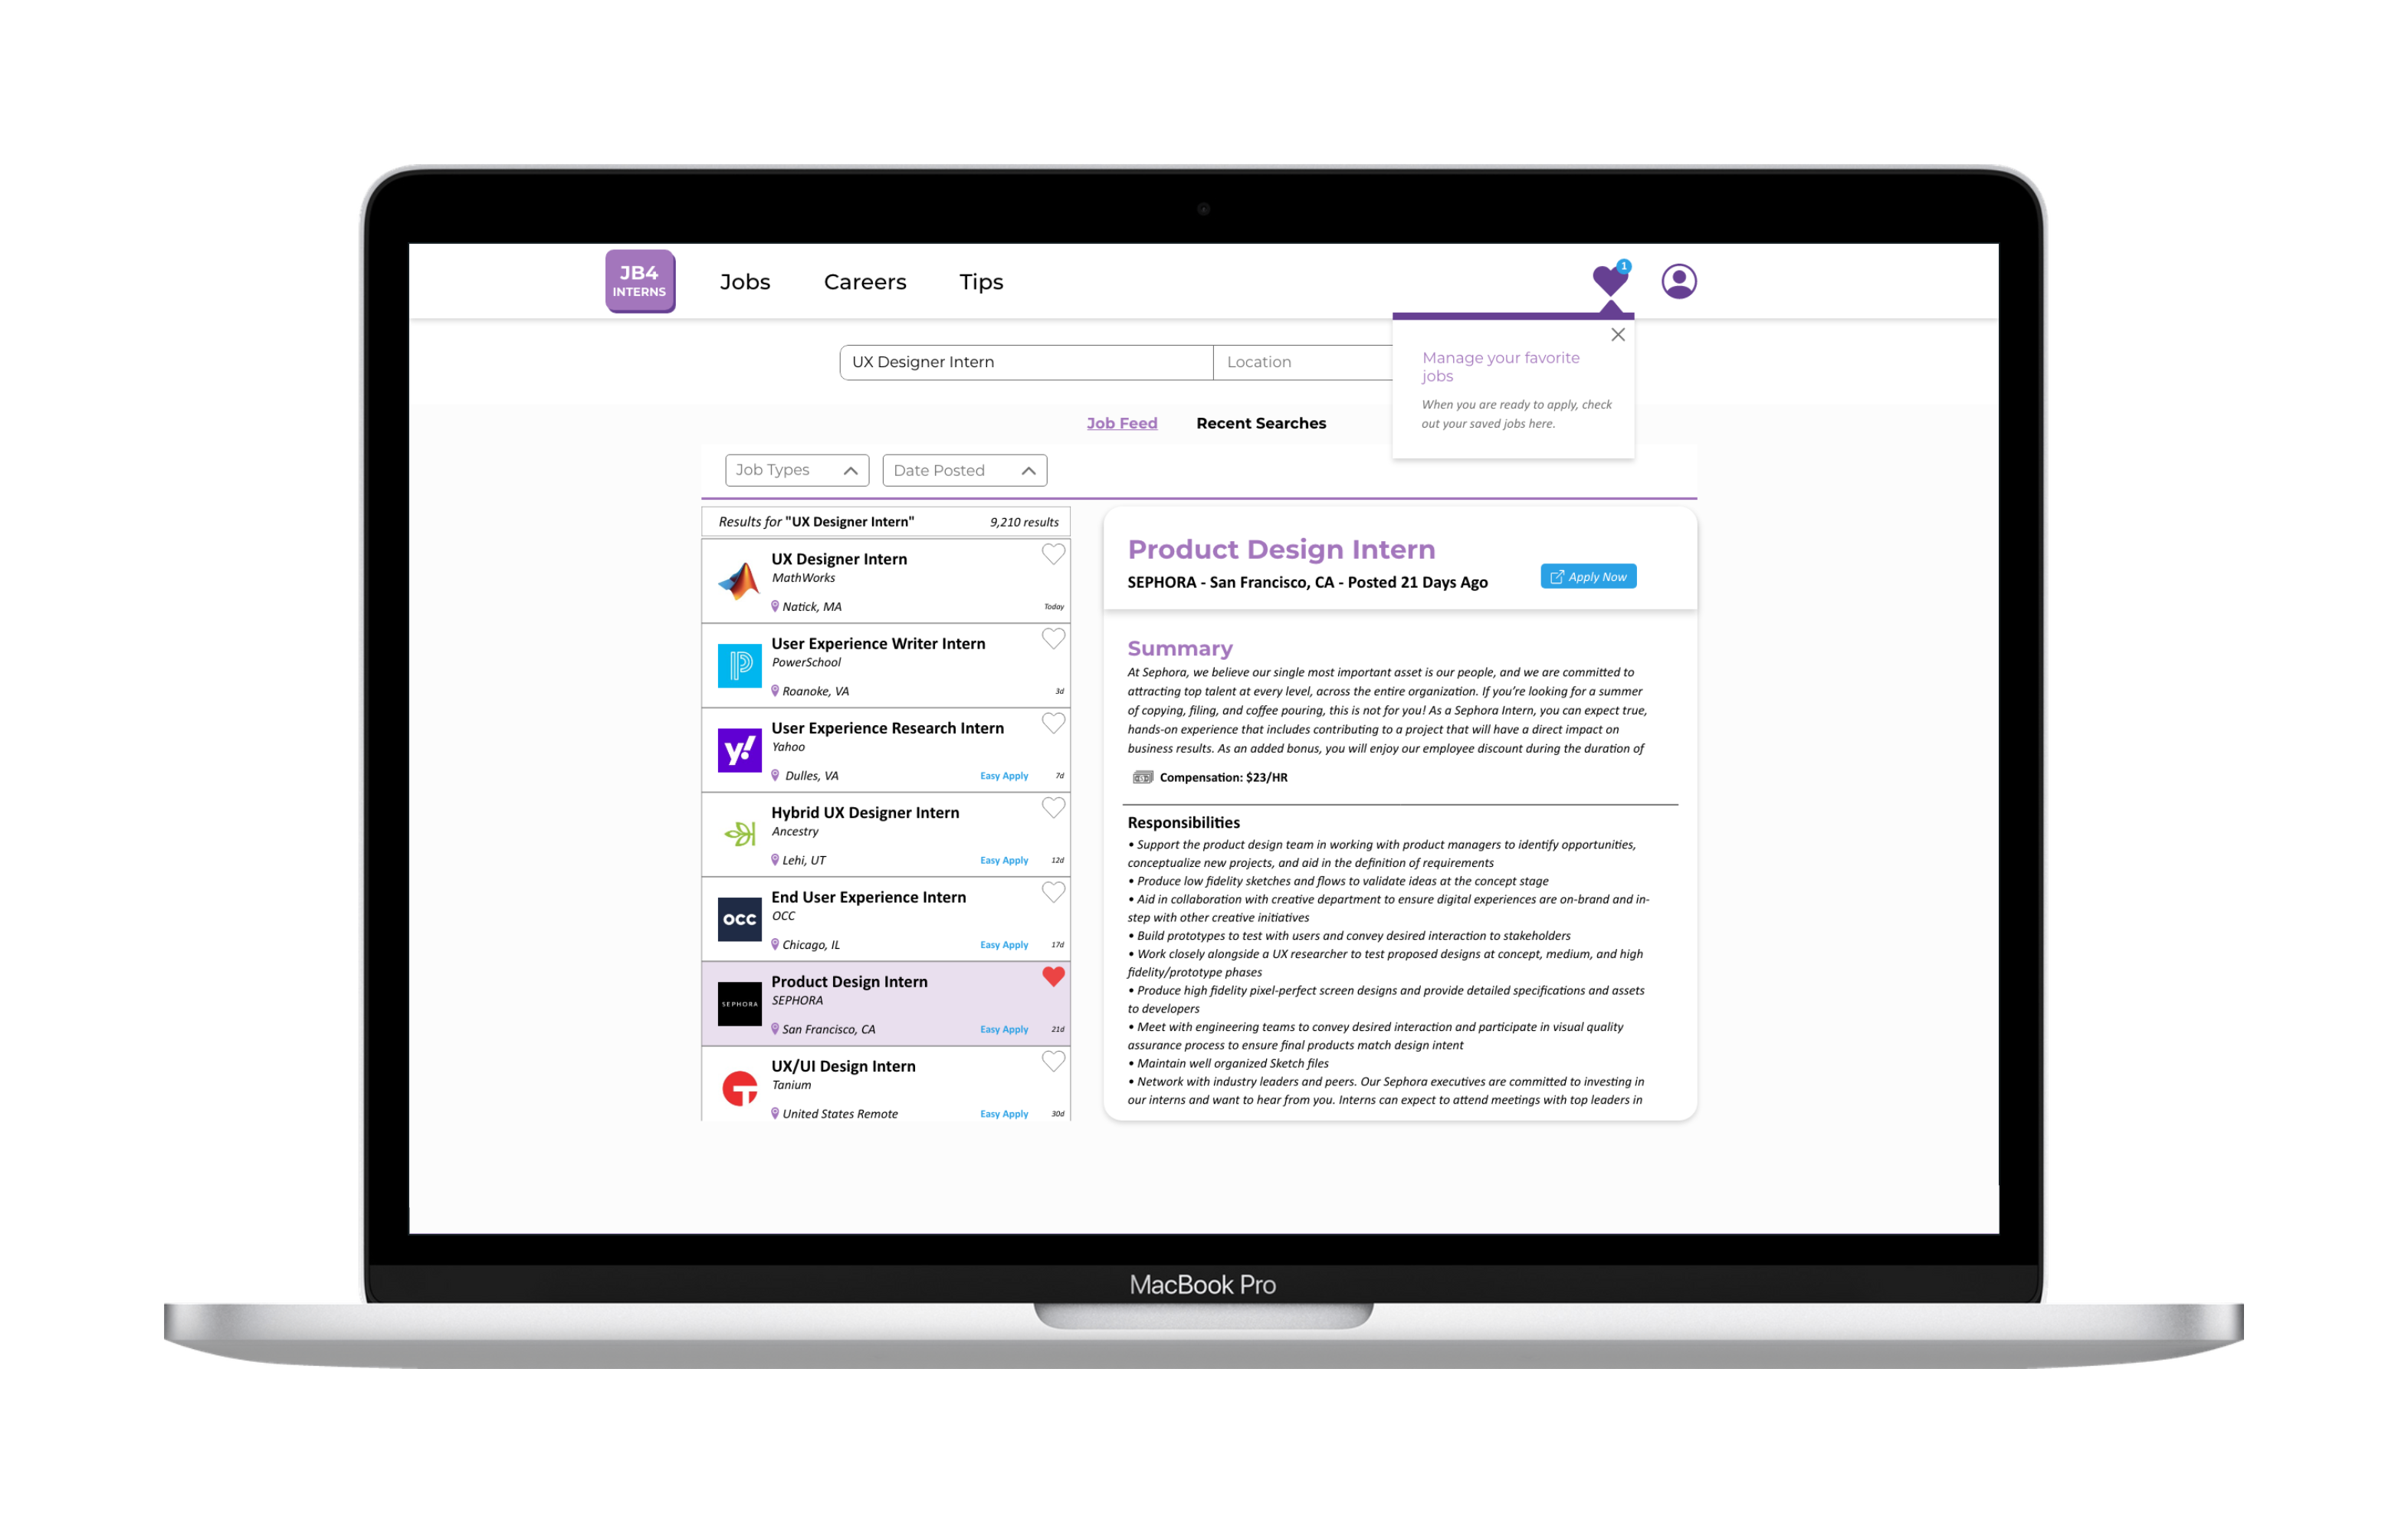 JB4
INTERNS
Jobs
Careers
Tips
1
UX Designer Intern
Location
Manage your favorite
jobs
When you are ready to apply, check
out your saved jobs here.
Job Feed
Recent Searches
Job Types
Date Posted
Results for "UX Designer Intern"
9,210 results
UX Designer Intern
MathWorks
Natick, MA
Today
User Experience Writer Intern
PowerSchool
Roanoke, VA
3d
y!
User Experience Research Intern
Yahoo
Dulles, VA
Easy Apply
7d
Hybrid UX Designer Intern
Ancestry
Lehi, UT
Easy Apply
12d
OCC
End User Experience Intern
OCC
Chicago, IL
Easy Apply
17d
SEPHORA
Product Design Intern
SEPHORA
San Francisco, CA
Easy Apply
21d
UX/UI Design Intern
Tanium
United States Remote
Easy Apply
30d
Product Design Intern
SEPHORA - San Francisco, CA - Posted 21 Days Ago
Apply Now
Summary
At Sephora, we believe our single most important asset is our people, and we are committed to
attracting top talent at every level, across the entire organization. If you’re looking for a summer
of copying, filing, and coffee pouring, this is not for you! As a Sephora Intern, you can expect true,
hands-on experience that includes contributing to a project that will have a direct impact on
business results. As an added bonus, you will enjoy our employee discount during the duration of
Compensation: $23/HR
Responsibilities
• Support the product design team in working with product managers to identify opportunities,
conceptualize new projects, and aid in the definition of requirements
• Produce low fidelity sketches and flows to validate ideas at the concept stage
• Aid in collaboration with creative department to ensure digital experiences are on-brand and in-
step with other creative initiatives
• Build prototypes to test with users and convey desired interaction to stakeholders
• Work closely alongside a UX researcher to test proposed designs at concept, medium, and high
fidelity/prototype phases
• Produce high fidelity pixel-perfect screen designs and provide detailed specifications and assets
to developers
• Meet with engineering teams to convey desired interaction and participate in visual quality
assurance process to ensure final products match design intent
• Maintain well organized Sketch files
• Network with industry leaders and peers. Our Sephora executives are committed to investing in
our interns and want to hear from you. Interns can expect to attend meetings with top leaders in
MacBook Pro